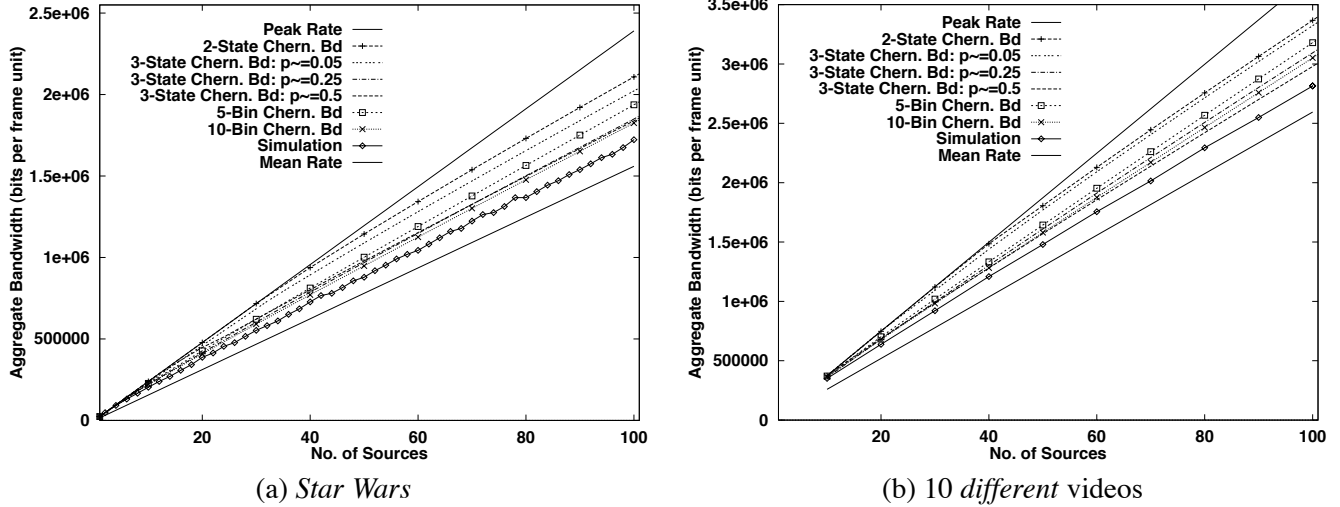 2.5e+06
2e+06
1.5e+06
1e+06
500000
0
Aggregate Bandwidth (bits per frame unit)
Peak Rate
2-State Chern. Bd
3-State Chern. Bd: p~=0.05
3-State Chern. Bd: p~=0.25
3-State Chern. Bd: p~=0.5
5-Bin Chern. Bd
10-Bin Chern. Bd
Simulation
Mean Rate
20 40 60 80 100
No. of Sources
(a) Star Wars
3.5e+06
3e+06
2.5e+06
2e+06
1.5e+06
1e+06
500000
0
Aggregate Bandwidth (bits per frame unit)
Peak Rate
2-State Chern. Bd
3-State Chern. Bd: p~=0.05
3-State Chern. Bd: p~=0.25
3-State Chern. Bd: p~=0.5
5-Bin Chern. Bd
10-Bin Chern. Bd
Simulation
Mean Rate
20 40 60 80 100
No. of Sources
(b) 10 different videos